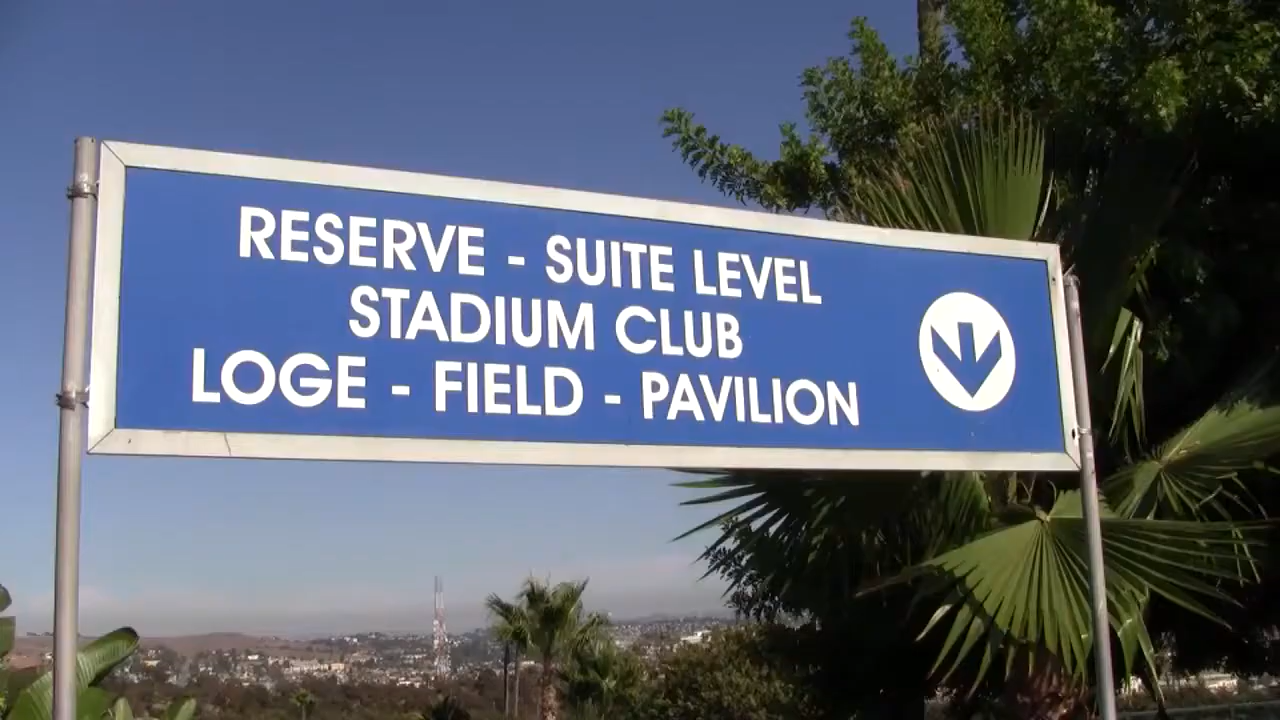 RESERVE - SUITE LEVEL
STADIUM CLUB
LOGE - FIELD - PAVILION